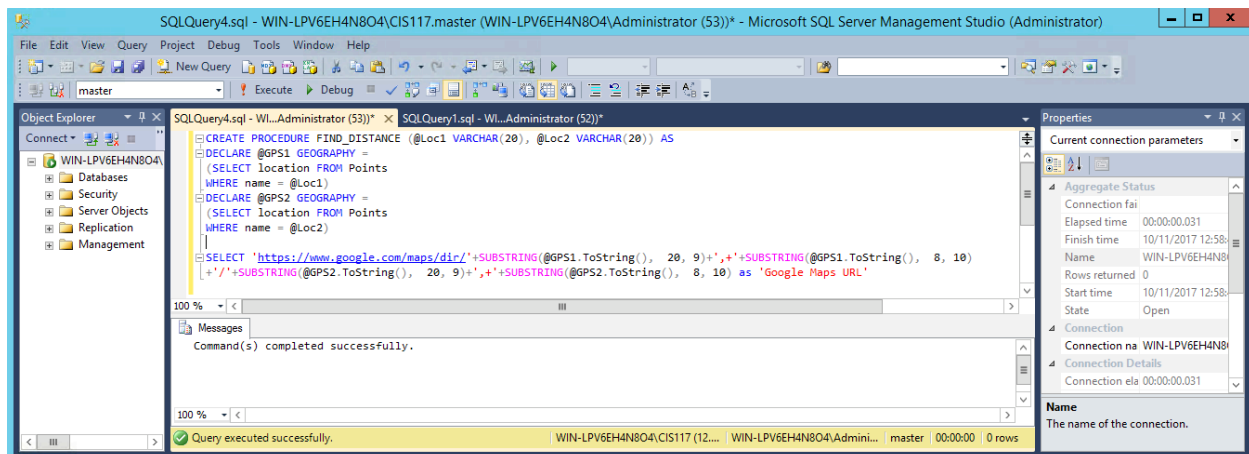 SQLQuery4.sql - WIN-LPV6EH4N8O4\CIS117.master (WIN-LPV6EH4N8O4\Administrator (53))* - Microsoft SQL Server Management Studio (Administrator)
File Edit View Query Project Debug Tools Window Help
New Query
master
Execute Debug
Object Explorer
Connect
WIN-LPV6EH4N8O4\
Databases
Security
Server Objects
Replication
Management
SQLQuery4.sql - WI...Administrator (53))* SQLQuery1.sql - WI...Administrator (52))*
CREATE PROCEDURE FIND_DISTANCE (@Loc1 VARCHAR(20), @Loc2 VARCHAR(20)) AS
DECLARE @GPS1 GEOGRAPHY =
(SELECT location FROM Points
WHERE name = @Loc1)
DECLARE @GPS2 GEOGRAPHY =
(SELECT location FROM Points
WHERE name = @Loc2)
SELECT 'https://www.google.com/maps/dir/'+SUBSTRING(@GPS1.ToString(), 20, 9)+',+'+SUBSTRING(@GPS1.ToString(), 8, 10)
+'/'+SUBSTRING(@GPS2.ToString(), 20, 9)+',+'+SUBSTRING(@GPS2.ToString(), 8, 10) as 'Google Maps URL'
100 %
Messages
Command(s) completed successfully.
100 %
Query executed successfully. WIN-LPV6EH4N8O4\CIS117 (12.... WIN-LPV6EH4N8O4\Admini... master 00:00:00 0 rows
Properties
Current connection parameters
Aggregate Status
Connection fai
Elapsed time 00:00:00.031
Finish time 10/11/2017 12:58:
Name WIN-LPV6EH4N8
Rows returned 0
Start time 10/11/2017 12:58:
State Open
Connection
Connection na WIN-LPV6EH4N8
Connection Details
Connection ela 00:00:00.031
Name
The name of the connection.